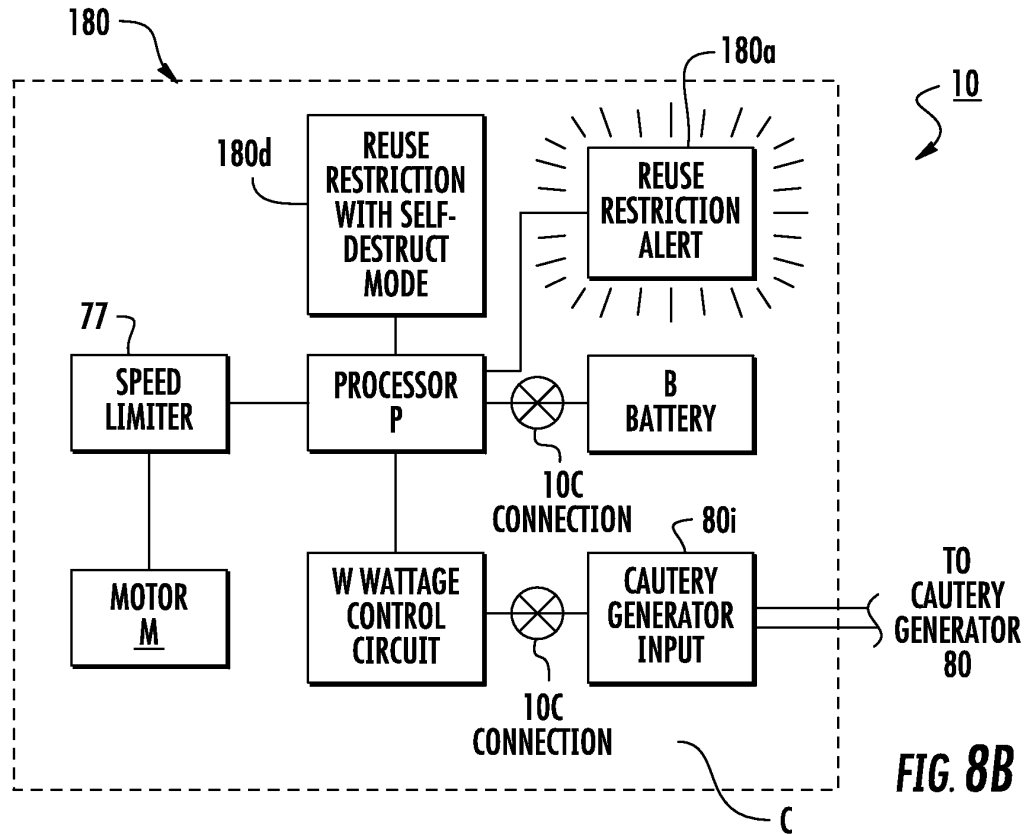 180
180a
10
180d
REUSE
RESTRICTION
WITH SELF-
DESTRUCT
MODE
REUSE
RESTRICTION
ALERT
77
SPEED
LIMITER
PROCESSOR
P
B
BATTERY
10C
CONNECTION
80i
MOTOR
M
W WATTAGE
CONTROL
CIRCUIT
CAUTERY
GENERATOR
INPUT
TO
CAUTERY
GENERATOR
80
10C
CONNECTION
C
FIG. 8B